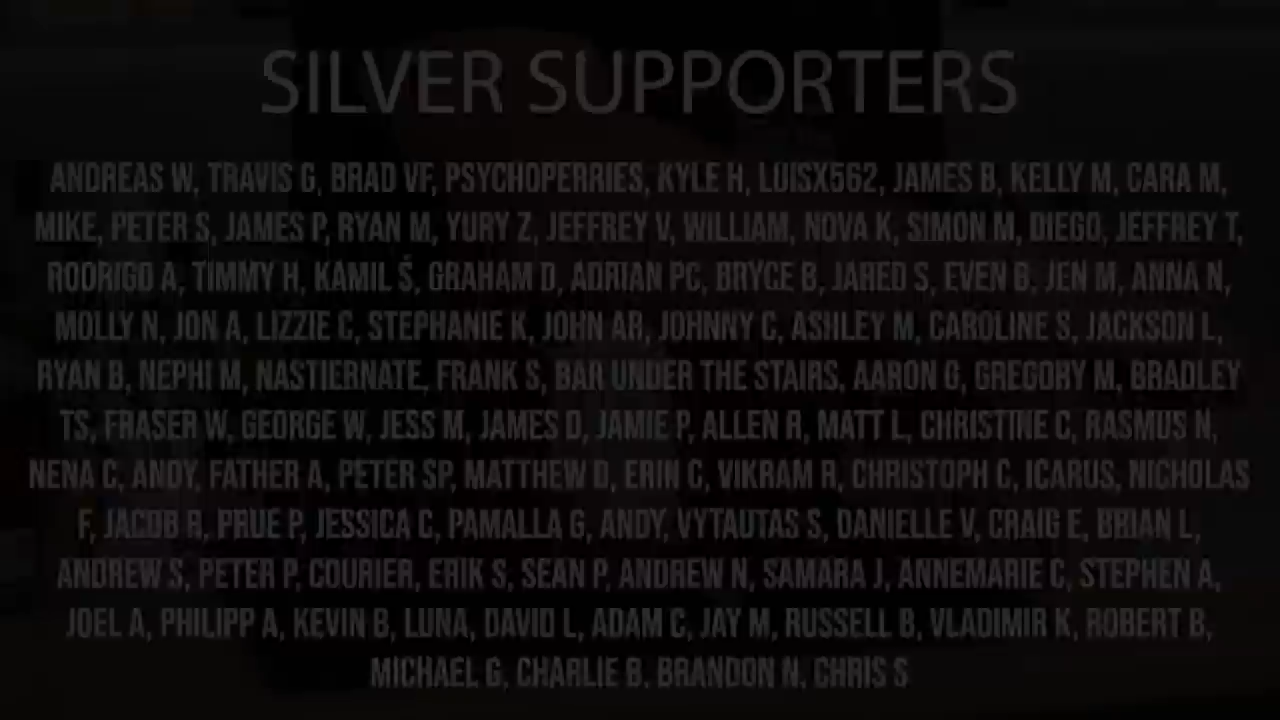 SILVER SUPPORTERS
ANDREAS W, TRAVIS G, BRAD VF, PSYCHOPERRIES, KYLE H, LUISX562, JAMES B, KELLY M, CARA M,
MIKE, PETER S, JAMES P, RYAN M, YURY Z, JEFFREY V, WILLIAM, NOVA K, SIMON M, DIEGO, JEFFREY T,
RODRIGO A, TIMMY H, KAMIL Š, GRAHAM D, ADRIAN PC, BRYCE B, JARED S, EVEN B, JEN M, ANNA N,
MOLLY N, JON A, LIZZIE C, STEPHANIE K, JOHN AR, JOHNNY C, ASHLEY M, CAROLINE S, JACKSON L,
RYAN B, NEPHI M, NASTIERNATE, FRANK S, BAR UNDER THE STAIRS, AARON G, GREGORY M, BRADLEY
TS, FRASER W, GEORGE W, JESS M, JAMES D, JAMIE P, ALLEN R, MATT L, CHRISTINE C, RASMUS N,
NENA C, ANDY, FATHER A, PETER SP, MATTHEW D, ERIN C, VIKRAM R, CHRISTOPH C, ICARUS, NICHOLAS
F, JACOB R, PRUE P, JESSICA C, PAMALLA G, ANDY, VYTAUTAS S, DANIELLE V, CRAIG E, BRIAN L,
ANDREW S, PETER P, COURIER, ERIK S, SEAN P, ANDREW N, SAMARA J, ANNEMARIE C, STEPHEN A,
JOEL A, PHILIPP A, KEVIN B, LUNA, DAVID L, ADAM C, JAY M, RUSSELL B, VLADIMIR K, ROBERT B,
MICHAEL G, CHARLIE B, BRANDON N, CHRIS S